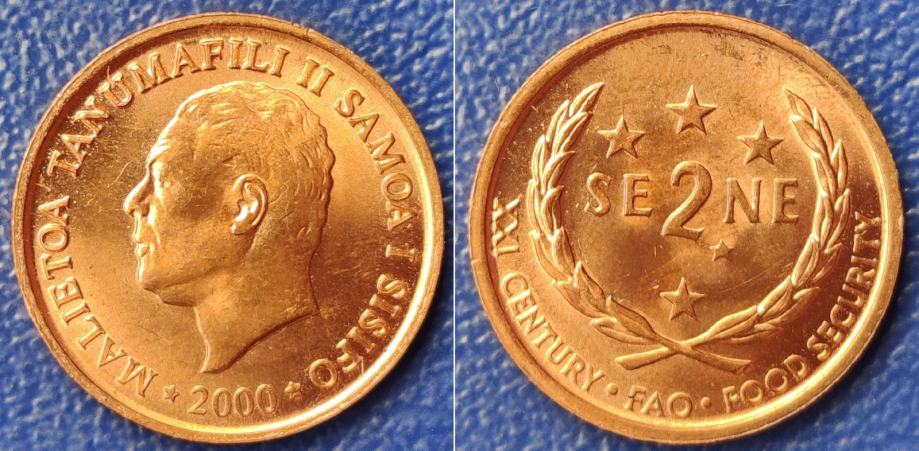 MALIETOA TANUMAFILI II SAMOA I SISIFO
★ 2000 ★
SE 2 NE
XXI CENTURY • FAO • FOOD SECURITY